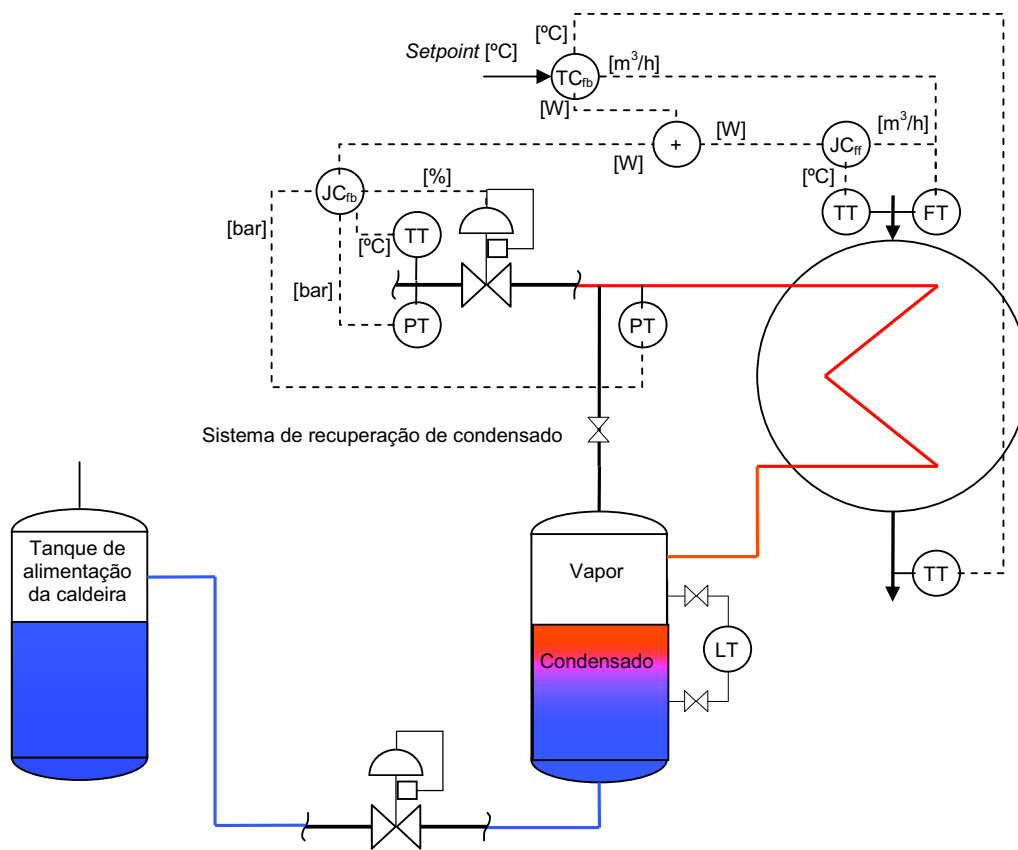 [ºC]
Setpoint [ºC]
TCfb
[m³/h]
[W]
+
[W]
[W]
JCff
[m³/h]
[ºC]
TT
FT
JCfb
[%]
[bar]
[ºC]
TT
[bar]
PT
PT
Sistema de recuperação de condensado
Tanque de
alimentação
da caldeira
Vapor
TT
LT
Condensado